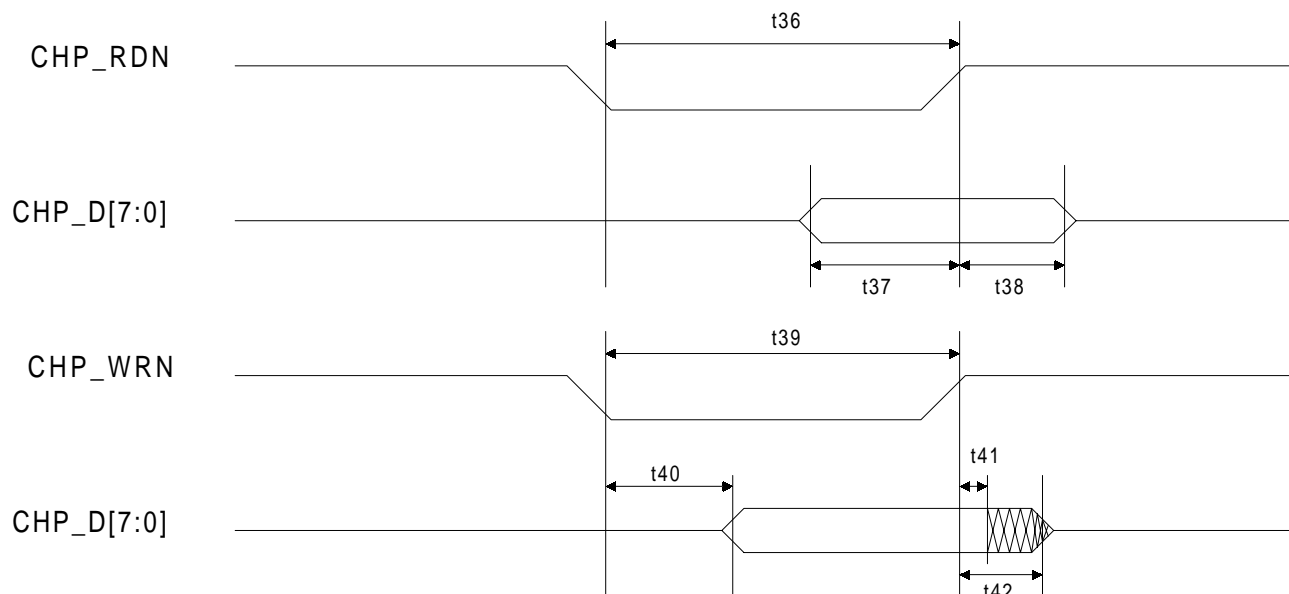 t36
CHP_RDN
CHP_D[7:0]
t37
t38
t39
CHP_WRN
t41
t40
CHP_D[7:0]
t42